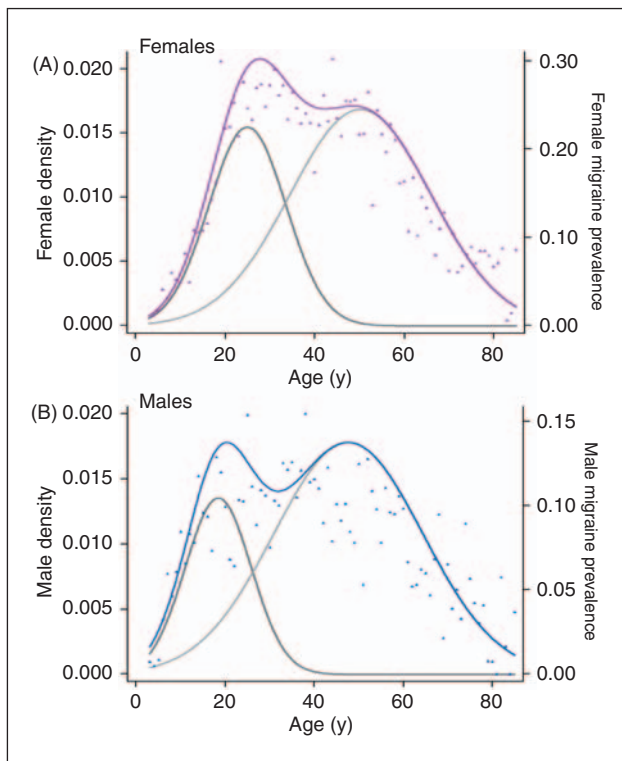 (A) Females
0.020
0.015
0.010
0.005
0.000
Female density
0.30
0.20
0.10
0.00
Female migraine prevalence
0 20 40 60 80
Age (y)
(B) Males
0.020
0.015
0.010
0.005
0.000
Male density
0.15
0.10
0.05
0.00
Male migraine prevalence
0 20 40 60 80
Age (y)